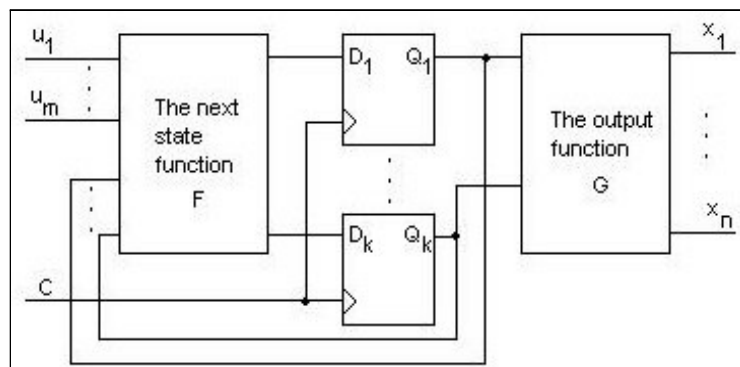 u1
um
The next
state
function
F
C
D1 Q1
Dk Qk
The output
function
G
x1
xn